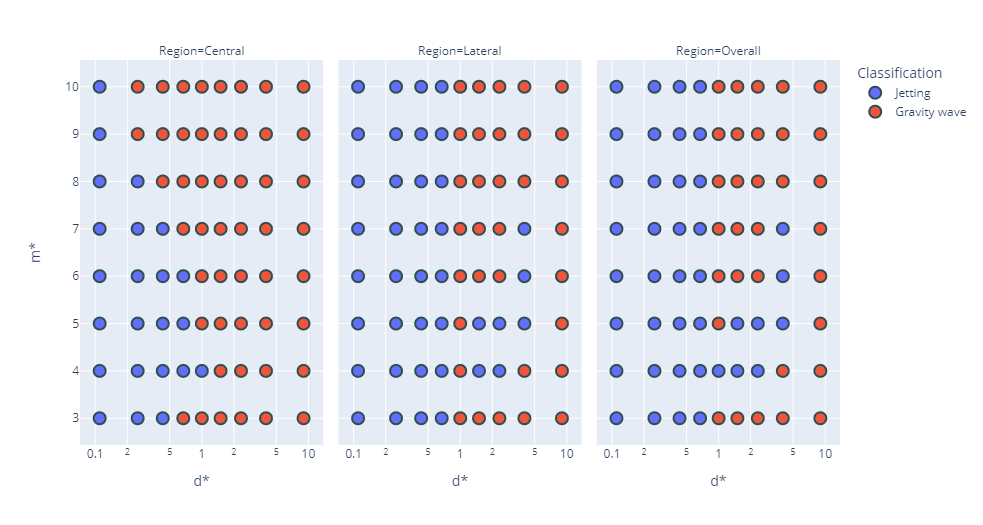 Region=Central Region=Lateral Region=Overall
Classification
Jetting
Gravity wave
m*
10
9
8
7
6
5
4
3
0.1 2 5 1 2 5 10 0.1 2 5 1 2 5 10 0.1 2 5 1 2 5 10
d* d* d*